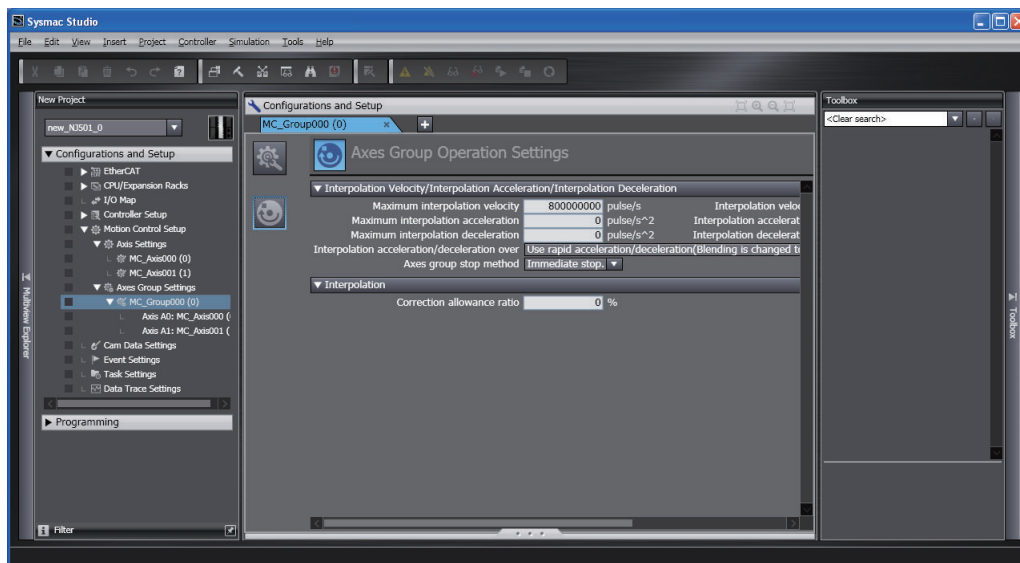 Sysmac Studio
File Edit View Insert Project Controller Simulation Tools Help
New Project
new_NJ501_0
Configurations and Setup
EtherCAT
CPU/Expansion Racks
I/O Map
Controller Setup
Motion Control Setup
Axis Settings
MC_Axis000 (0)
MC_Axis001 (1)
Axes Group Settings
MC_Group000 (0)
Axis A0: MC_Axis000 (
Axis A1: MC_Axis001 (
Cam Data Settings
Event Settings
Task Settings
Data Trace Settings
Programming
Filter
Multiview Explorer
Configurations and Setup
MC_Group000 (0) × +
Axes Group Operation Settings
Interpolation Velocity/Interpolation Acceleration/Interpolation Deceleration
Maximum interpolation velocity 800000000 pulse/s Interpolation veloc
Maximum interpolation acceleration 0 pulse/s^2 Interpolation accelerat
Maximum interpolation deceleration 0 pulse/s^2 Interpolation decelerat
Interpolation acceleration/deceleration over Use rapid acceleration/deceleration(Blending is changed to
Axes group stop method Immediate stop.
Interpolation
Correction allowance ratio 0 %
Toolbox
<Clear search>
Toolbox